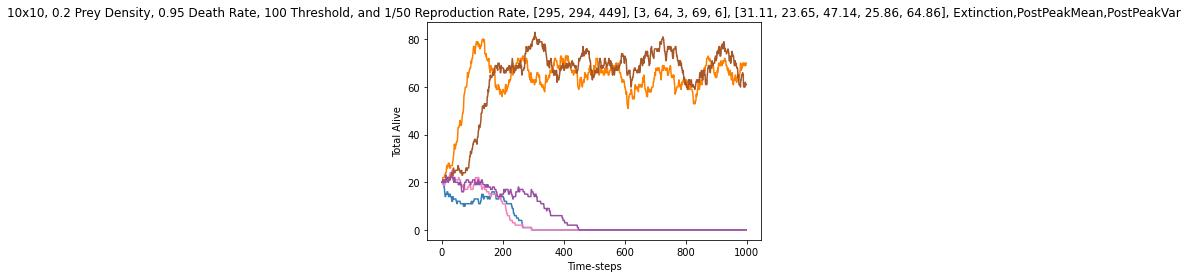 10x10, 0.2 Prey Density, 0.95 Death Rate, 100 Threshold, and 1/50 Reproduction Rate, [295, 294, 449], [3, 64, 3, 69, 6], [31.11, 23.65, 47.14, 25.86, 64.86], Extinction,PostPeakMean,PostPeakVar
80
60
40
20
0
Total Alive
0 200 400 600 800 1000
Time-steps